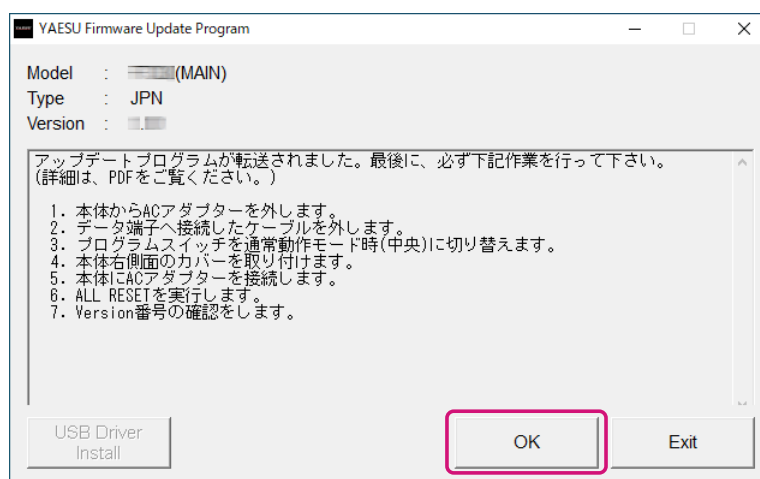 YAESU Firmware Update Program
Model : (MAIN)
Type : JPN
Version :
アップデートプログラムが転送されました。最後に、必ず下記作業を行って下さい。
(詳細は、PDFをご覧ください。)
1. 本体からACアダプターを外します。
2. データ端子へ接続したケーブルを外します。
3. プログラムスイッチを通常動作モード時(中央)に切り替えます。
4. 本体右側面のカバーを取り付けます。
5. 本体にACアダプターを接続します。
6. ALL RESETを実行します。
7. Version番号の確認をします。
USB Driver
Install
OK
Exit